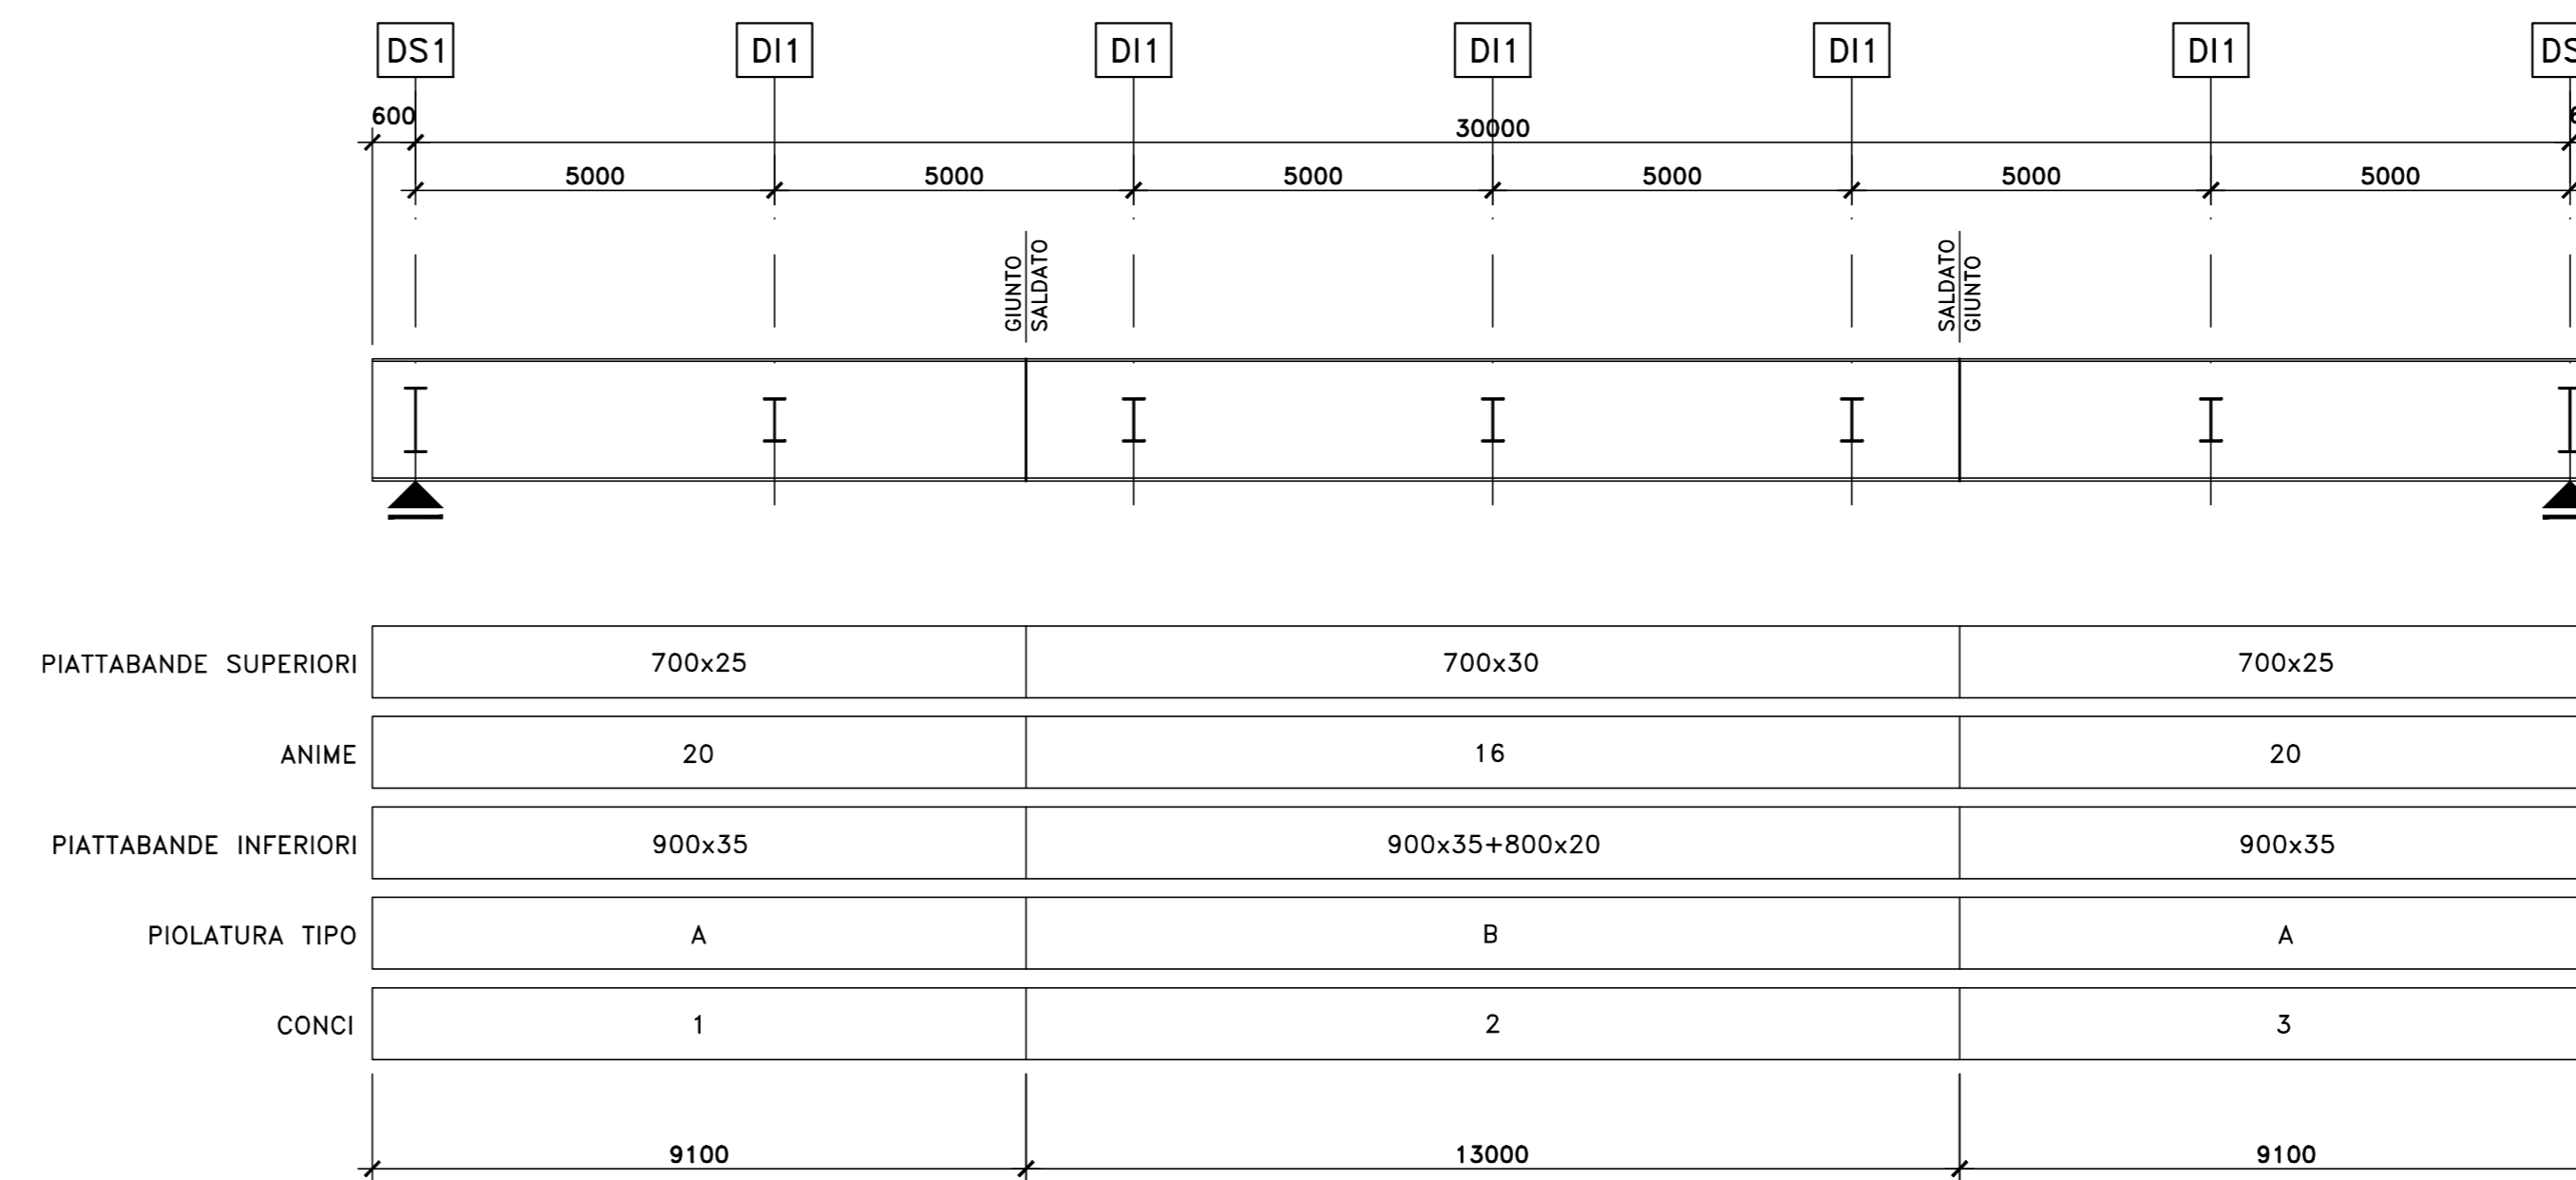 DS1 DI1 DI1 DI1 DI1 DI1 DS
600 30000
5000 5000 5000 5000 5000 5000
GIUNTO
SALDATO
SALDATO
GIUNTO
PIATTABANDE SUPERIORI 700x25 700x30 700x25
ANIME 20 16 20
PIATTABANDE INFERIORI 900x35 900x35+800x20 900x35
PIOLATURA TIPO A B A
CONCI 1 2 3
9100 13000 9100